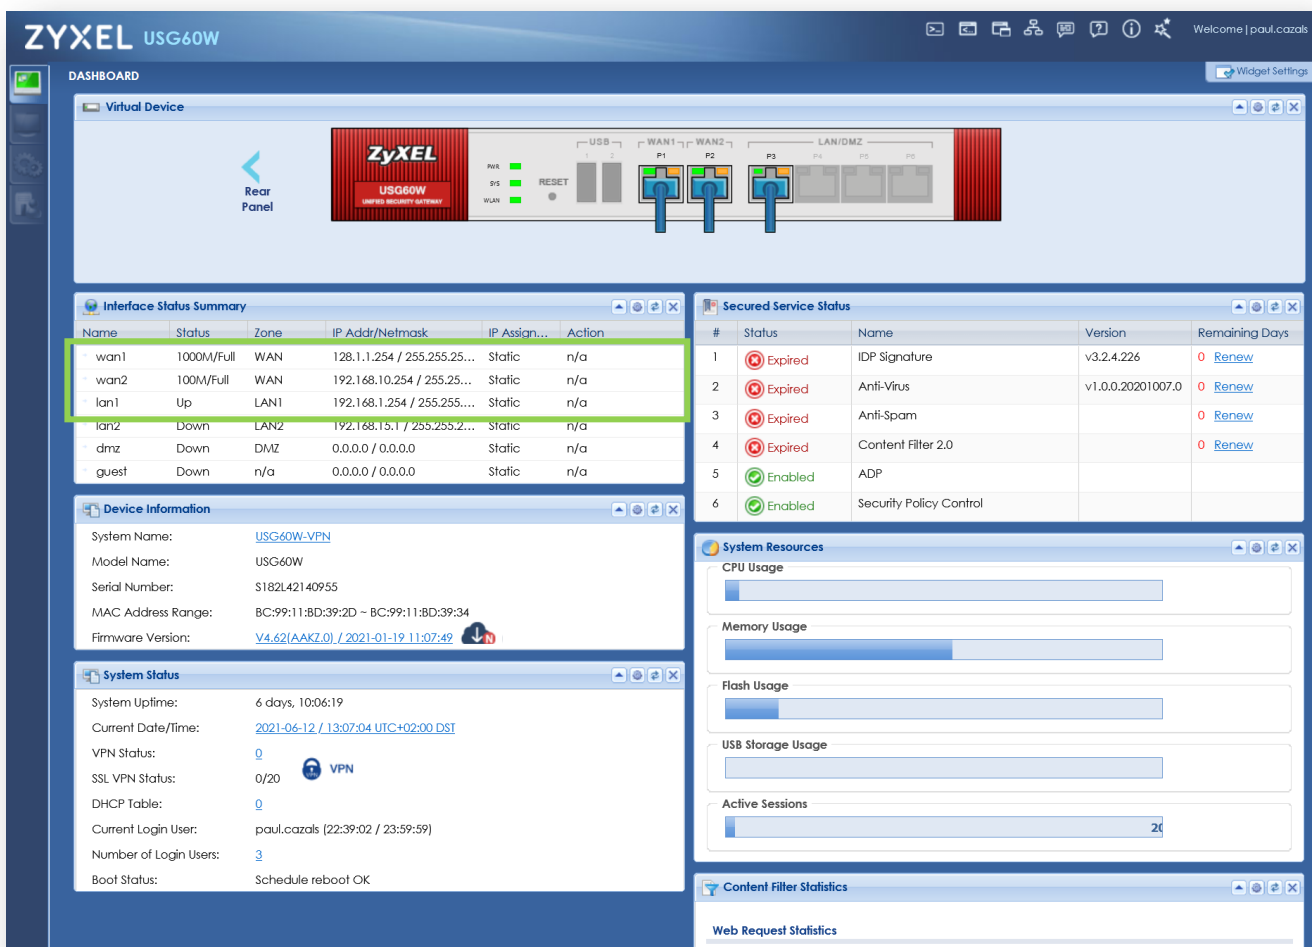 ZYXEL USG60W
Welcome | paul.cazals
DASHBOARD
Widget Settings
Virtual Device
Rear
Panel
ZyXEL
USG60W
UNIFIED SECURITY GATEWAY
PWR
SYS
WLAN
RESET
USB
1 2
WAN1 WAN2 LAN/DMZ
P1 P2 P3 P4 P5 P6
Interface Status Summary
Name Status Zone IP Addr/Netmask IP Assign... Action
wan1 1000M/Full WAN 128.1.1.254 / 255.255.25... Static n/a
wan2 100M/Full WAN 192.168.10.254 / 255.25... Static n/a
lan1 Up LAN1 192.168.1.254 / 255.255.... Static n/a
lan2 Down LAN2 192.168.15.1 / 255.255.2... Static n/a
dmz Down DMZ 0.0.0.0 / 0.0.0.0 Static n/a
guest Down n/a 0.0.0.0 / 0.0.0.0 Static n/a
Secured Service Status
# Status Name Version Remaining Days
1 Expired IDP Signature v3.2.4.226 0 Renew
2 Expired Anti-Virus v1.0.0.20201007.0 0 Renew
3 Expired Anti-Spam 0 Renew
4 Expired Content Filter 2.0 0 Renew
5 Enabled ADP
6 Enabled Security Policy Control
Device Information
System Name: USG60W-VPN
Model Name: USG60W
Serial Number: S182L42140955
MAC Address Range: BC:99:11:BD:39:2D ~ BC:99:11:BD:39:34
Firmware Version: V4.62(AAKZ.0) / 2021-01-19 11:07:49 N
System Status
System Uptime: 6 days, 10:06:19
Current Date/Time: 2021-06-12 / 13:07:04 UTC+02:00 DST
VPN Status: 0
SSL VPN Status: 0/20
VPN
DHCP Table: 0
Current Login User: paul.cazals (22:39:02 / 23:59:59)
Number of Login Users: 3
Boot Status: Schedule reboot OK
System Resources
CPU Usage
Memory Usage
Flash Usage
USB Storage Usage
Active Sessions
20
Content Filter Statistics
Web Request Statistics